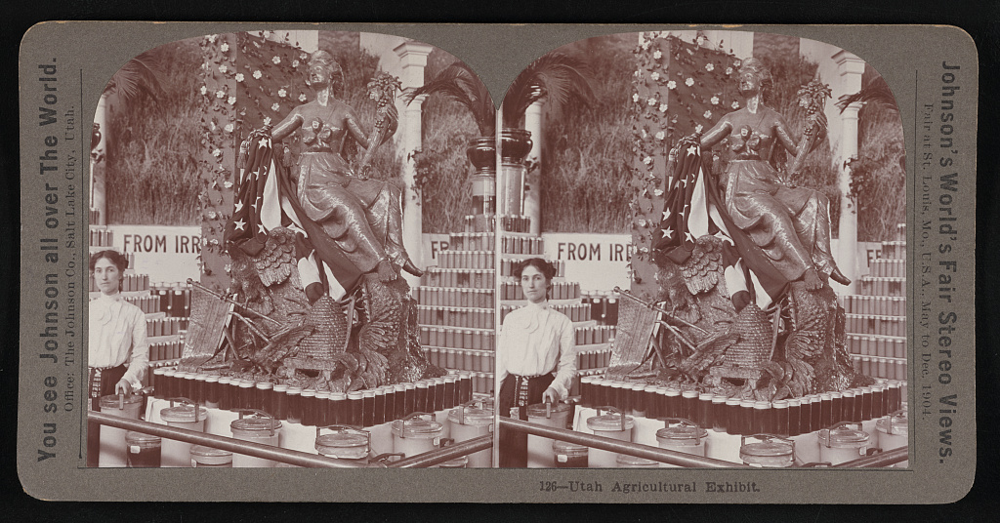 You see Johnson all over The World.
Office: The Johnson Co., Salt Lake City, Utah.
FROM IRR
FR
FROM IRR
FR
Johnson's World's Fair Stereo Views.
Fair at St. Louis, Mo., U.S.A., May to Dec. 1904.
126—Utah Agricultural Exhibit.